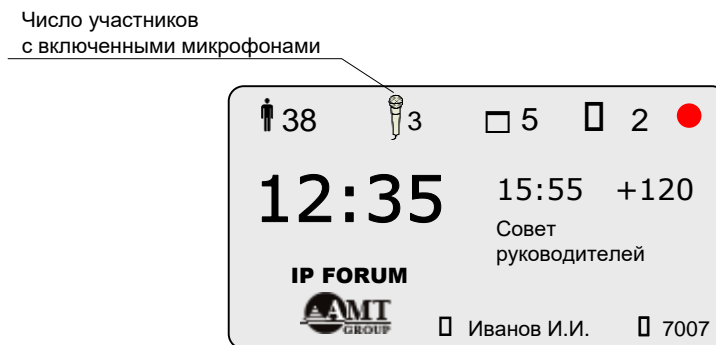 Число участников
с включенными микрофонами
38 3 5 2
12:35 15:55 +120
Совет
руководителей
IP FORUM
AMT
GROUP
Иванов И.И. 7007